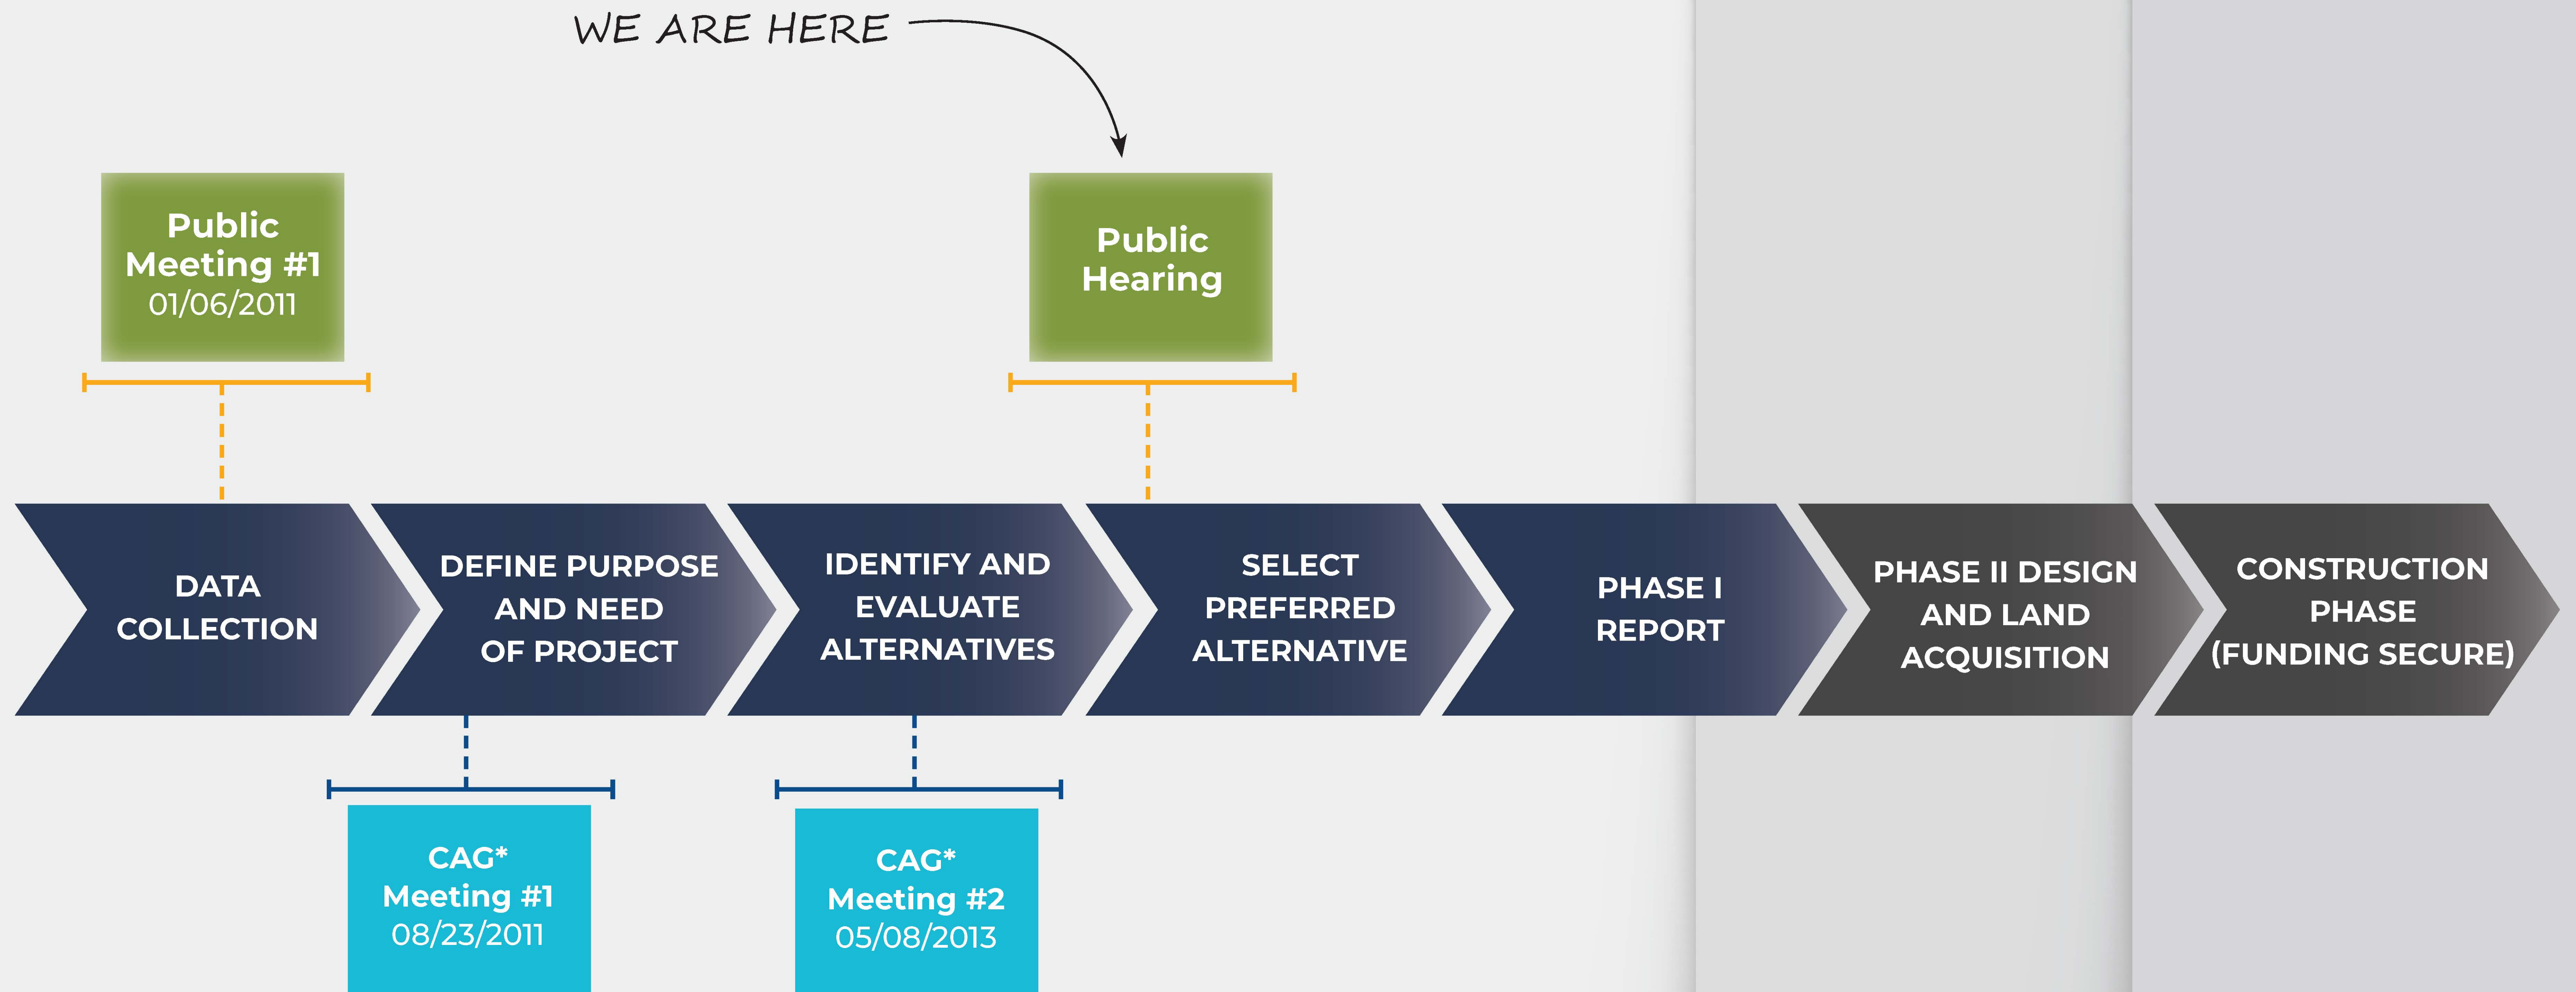 WE ARE HERE
Public
Meeting #1
01/06/2011
Public
Hearing
DATA
COLLECTION
DEFINE PURPOSE
AND NEED
OF PROJECT
IDENTIFY AND
EVALUATE
ALTERNATIVES
SELECT
PREFERRED
ALTERNATIVE
PHASE I
REPORT
PHASE II DESIGN
AND LAND
ACQUISITION
CONSTRUCTION
PHASE
(FUNDING SECURE)
CAG*
Meeting #1
08/23/2011
CAG*
Meeting #2
05/08/2013